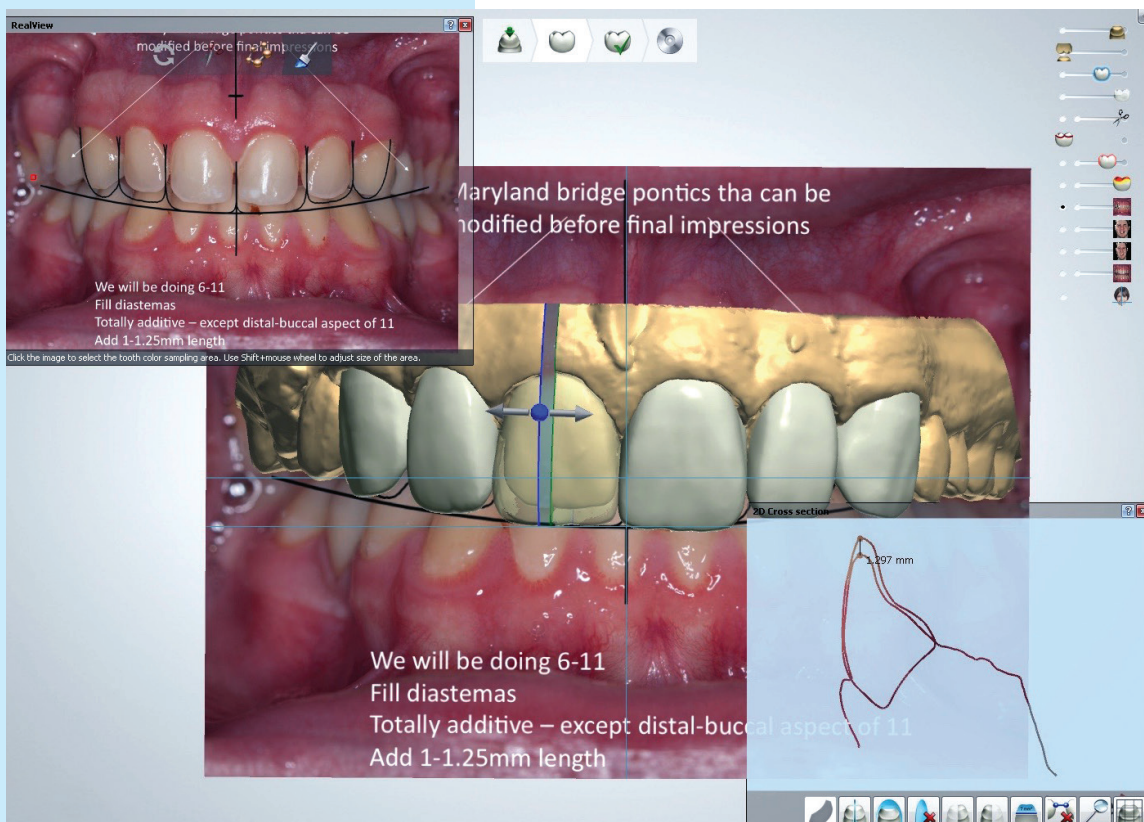 RealView
modified before final impressions
We will be doing 6-11
Fill diastemas
Totally additive – except distal-buccal aspect of 11
Add 1-1.25mm length
Click the image to select the tooth color sampling area. Use Shift+mouse wheel to adjust size of the area.
Maryland bridge pontics tha can be
modified before final impressions
2D Cross section
1.297 mm
We will be doing 6-11
Fill diastemas
Totally additive – except distal-buccal aspect of 11
Add 1-1.25mm length